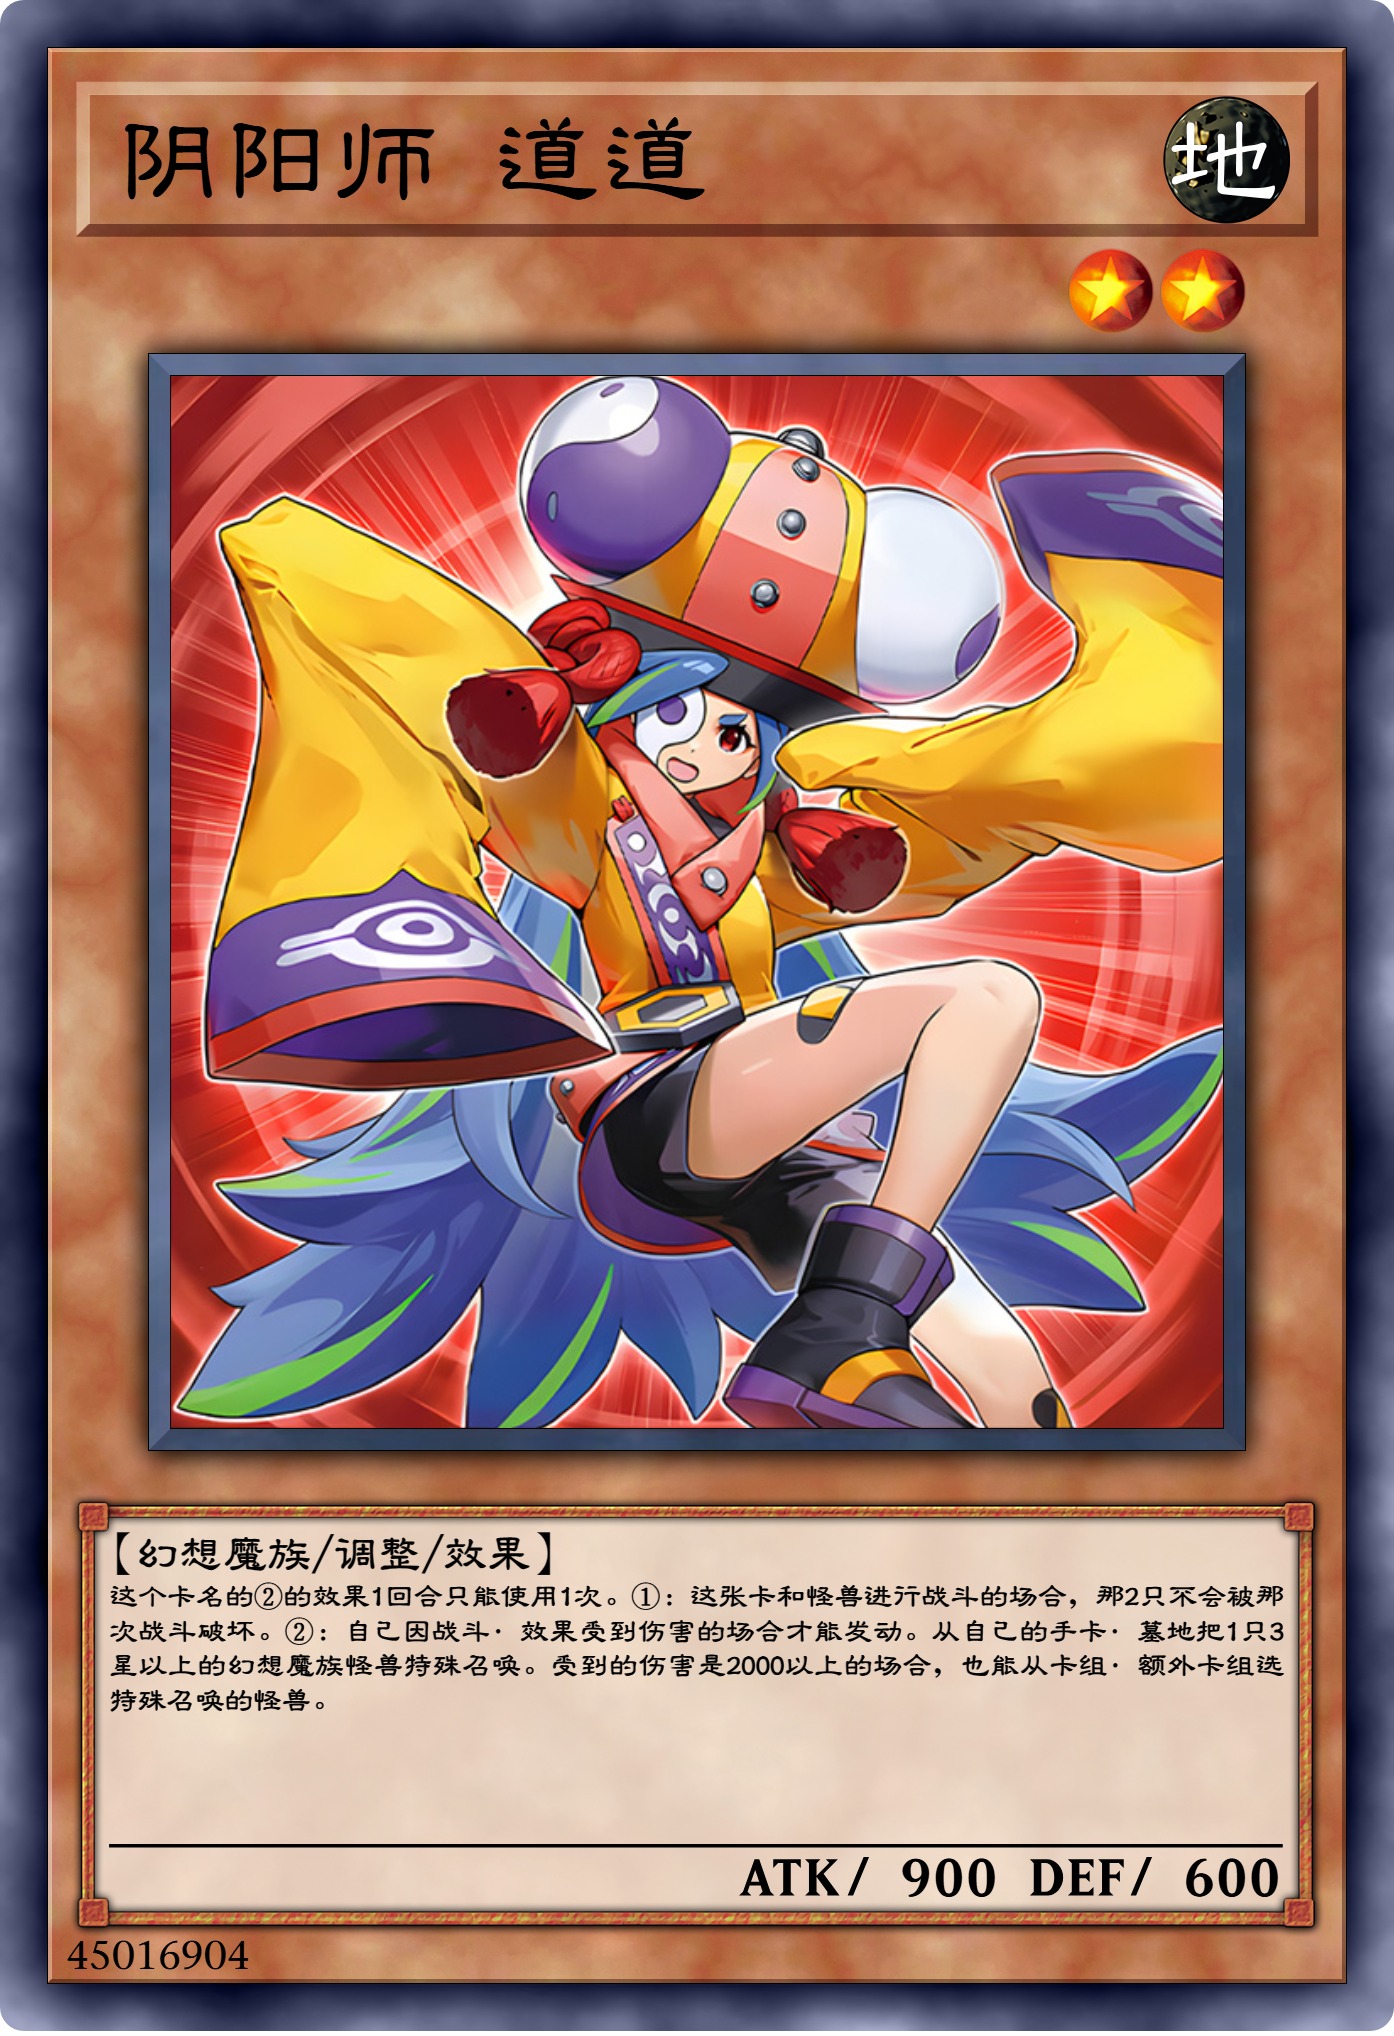 阴阳师 道道
地
【幻想魔族/调整/效果】
这个卡名的②的效果1回合只能使用1次。①：这张卡和怪兽进行战斗的场合，那2只不会被那
次战斗破坏。②：自己因战斗·效果受到伤害的场合才能发动。从自己的手卡·墓地把1只3
星以上的幻想魔族怪兽特殊召唤。受到的伤害是2000以上的场合，也能从卡组·额外卡组选
特殊召唤的怪兽。
ATK/ 900 DEF/ 600
45016904